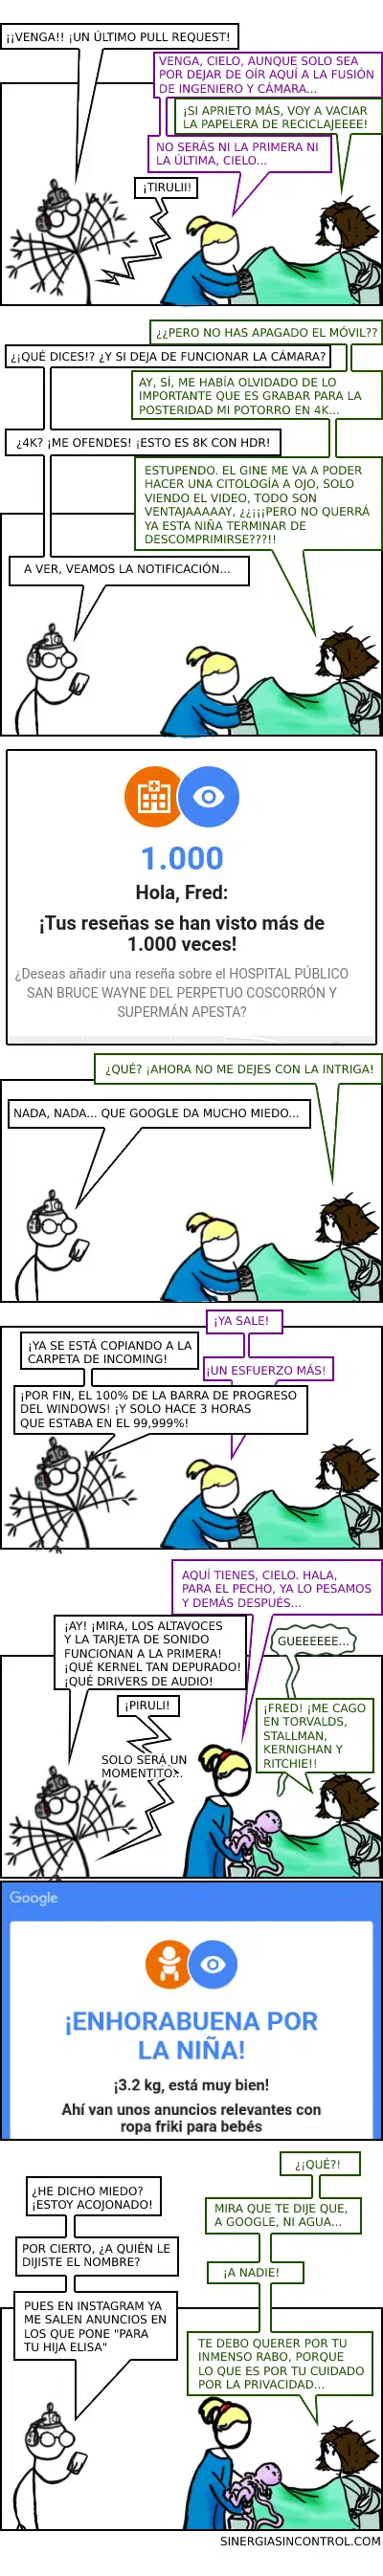 ¡¡VENGA!! ¡UN ÚLTIMO PULL REQUEST!
VENGA, CIELO, AUNQUE SOLO SEA
POR DEJAR DE OÍR AQUÍ A LA FUSIÓN
DE INGENIERO Y CÁMARA...
¡SI APRIETO MÁS, VOY A VACIAR
LA PAPELERA DE RECICLAJEEEE!
NO SERÁS NI LA PRIMERA NI
LA ÚLTIMA, CIELO...
¡TIRULII!
¿¿PERO NO HAS APAGADO EL MÓVIL??
¿¡QUÉ DICES!? ¿Y SI DEJA DE FUNCIONAR LA CÁMARA?
AY, SÍ, ME HABÍA OLVIDADO DE LO
IMPORTANTE QUE ES GRABAR PARA LA
POSTERIDAD MI POTORRO EN 4K...
¿4K? ¡ME OFENDES! ¡ESTO ES 8K CON HDR!
ESTUPENDO. EL GINE ME VA A PODER
HACER UNA CITOLOGÍA A OJO, SOLO
VIENDO EL VIDEO, TODO SON
VENTAJAAAAAY, ¿¿¡¡¡PERO NO QUERRÁ
YA ESTA NIÑA TERMINAR DE
DESCOMPRIMIRSE???!!
A VER, VEAMOS LA NOTIFICACIÓN...
1.000
Hola, Fred:
¡Tus reseñas se han visto más de
1.000 veces!
¿Deseas añadir una reseña sobre el HOSPITAL PÚBLICO
SAN BRUCE WAYNE DEL PERPETUO COSCORRÓN Y
SUPERMÁN APESTA?
¿QUÉ? ¡AHORA NO ME DEJES CON LA INTRIGA!
NADA, NADA... QUE GOOGLE DA MUCHO MIEDO...
¡YA SALE!
¡YA SE ESTÁ COPIANDO A LA
CARPETA DE INCOMING!
¡UN ESFUERZO MÁS!
¡POR FIN, EL 100% DE LA BARRA DE PROGRESO
DEL WINDOWS! ¡Y SOLO HACE 3 HORAS
QUE ESTABA EN EL 99,999%!
AQUÍ TIENES, CIELO. HALA,
PARA EL PECHO, YA LO PESAMOS
Y DEMÁS DESPUÉS...
¡AY! ¡MIRA, LOS ALTAVOCES
Y LA TARJETA DE SONIDO
FUNCIONAN A LA PRIMERA!
¡QUÉ KERNEL TAN DEPURADO!
¡QUÉ DRIVERS DE AUDIO!
GUEEEEEE...
¡PIRULI!
¡FRED! ¡ME CAGO
EN TORVALDS,
STALLMAN,
KERNIGHAN Y
RITCHIE!!
SOLO SERÁ UN
MOMENTITO...
Google
¡ENHORABUENA POR
LA NIÑA!
¡3.2 kg, está muy bien!
Ahí van unos anuncios relevantes con
ropa friki para bebés
¿¡QUÉ?!
¿HE DICHO MIEDO?
¡ESTOY ACOJONADO!
MIRA QUE TE DIJE QUE,
A GOOGLE, NI AGUA...
POR CIERTO, ¿A QUIÉN LE
DIJISTE EL NOMBRE?
¡A NADIE!
PUES EN INSTAGRAM YA
ME SALEN ANUNCIOS EN
LOS QUE PONE "PARA
TU HIJA ELISA"
TE DEBO QUERER POR TU
INMENSO RABO, PORQUE
LO QUE ES POR TU CUIDADO
POR LA PRIVACIDAD...
SINERGIASINCONTROL.COM